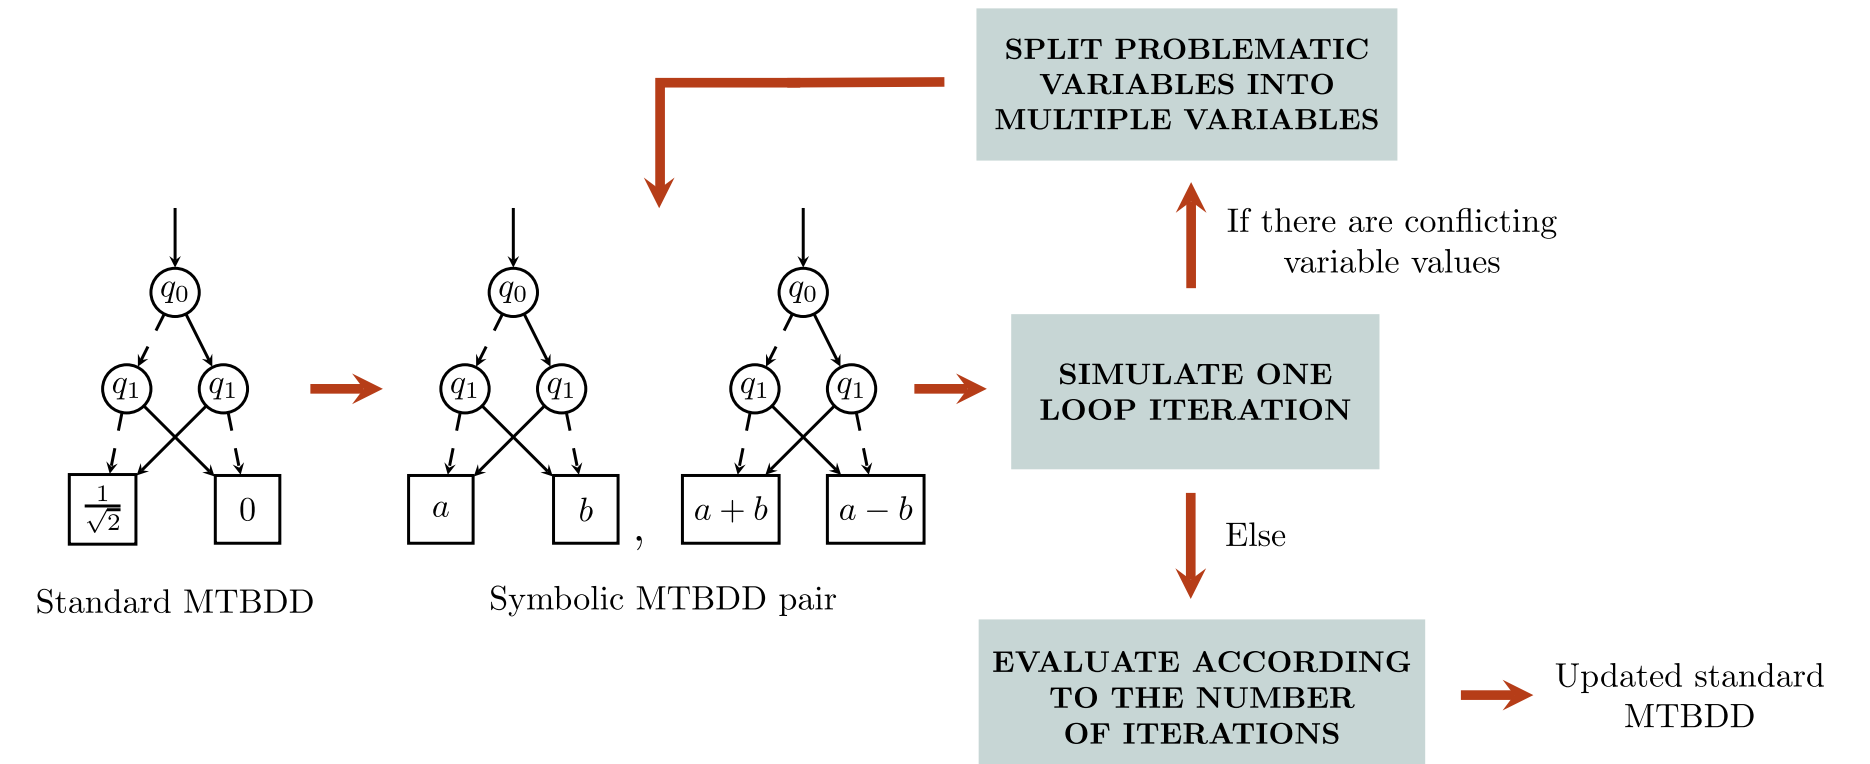 SPLIT PROBLEMATIC
VARIABLES INTO
MULTIPLE VARIABLES
If there are conflicting
variable values
q₀
q₀
q₀
q₁ q₁
q₁ q₁
q₁ q₁
SIMULATE ONE
LOOP ITERATION
1/√2
0
a
b
,
a + b
a − b
Else
Standard MTBDD
Symbolic MTBDD pair
EVALUATE ACCORDING
TO THE NUMBER
OF ITERATIONS
Updated standard
MTBDD